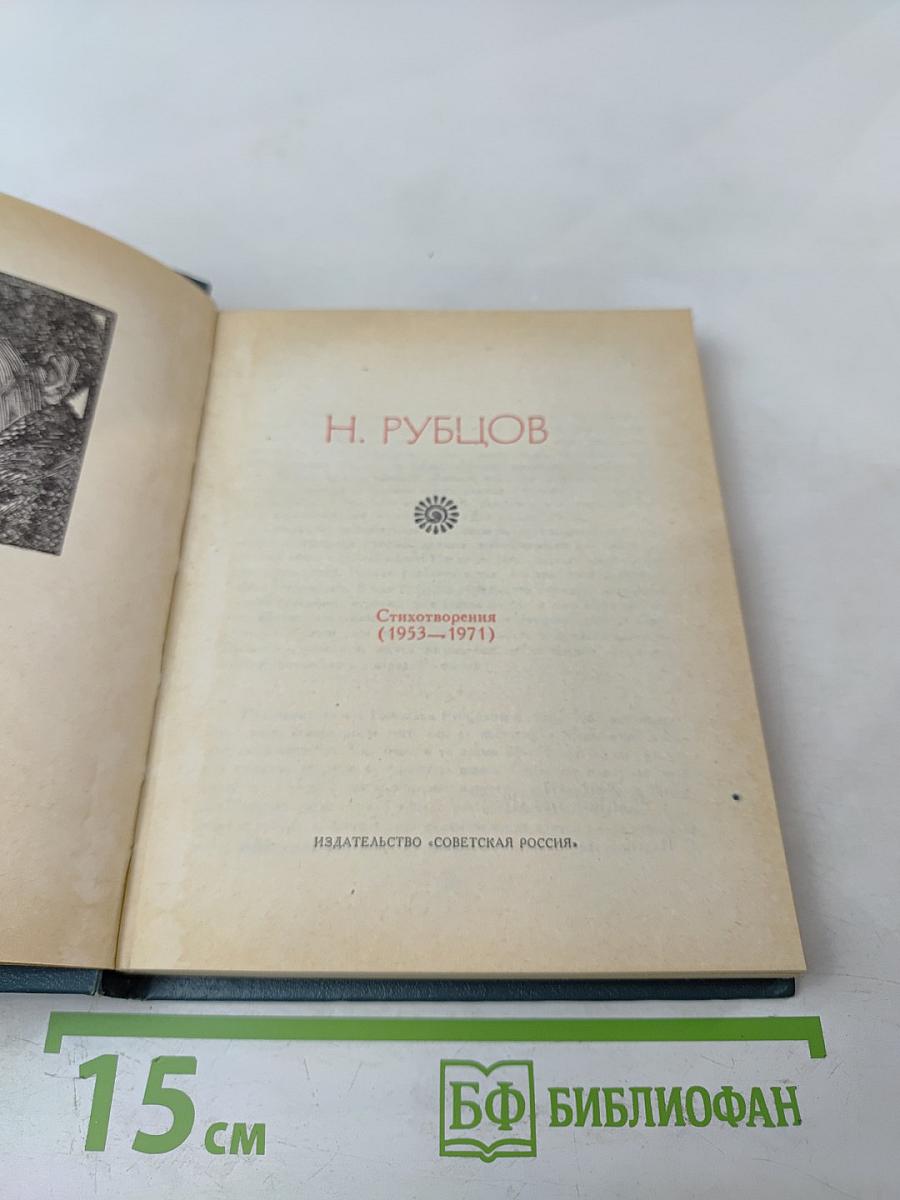 Н. РУБЦОВ
Стихотворения
(1953—1971)
ИЗДАТЕЛЬСТВО «СОВЕТСКАЯ РОССИЯ»
15 см
БФ БИБЛИОФАН